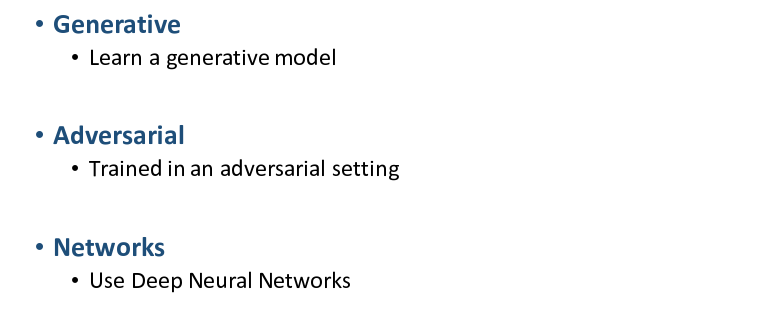 • Generative
• Learn a generative model
• Adversarial
• Trained in an adversarial setting
• Networks
• Use Deep Neural Networks